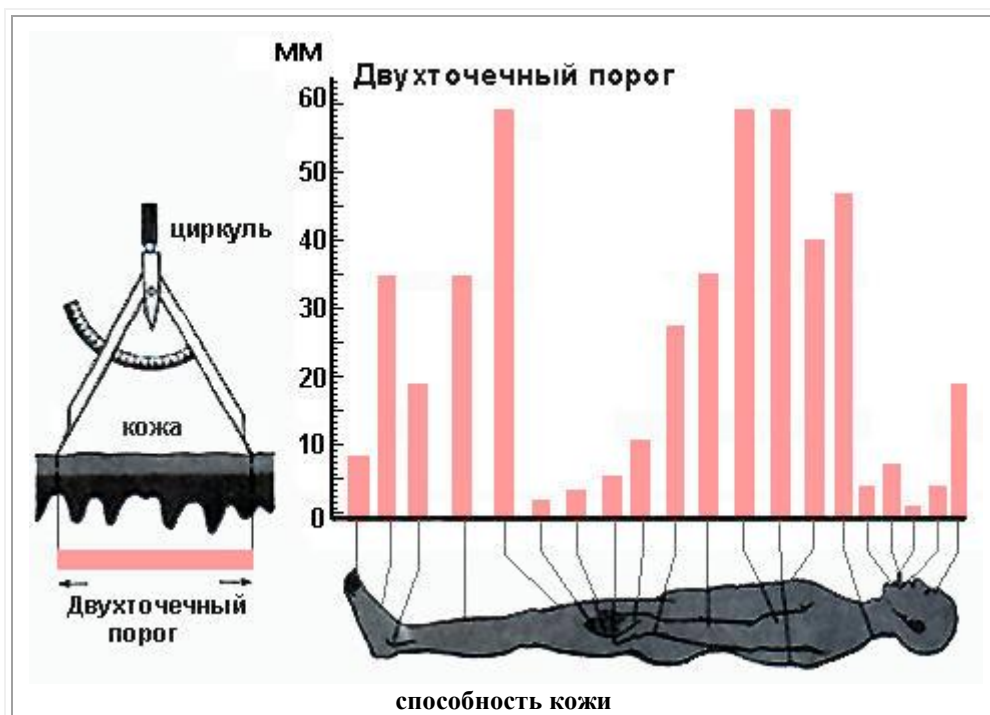 мм
Двухточечный порог
60
50
40
30
20
10
0
циркуль
кожа
Двухточечный
порог
способность кожи